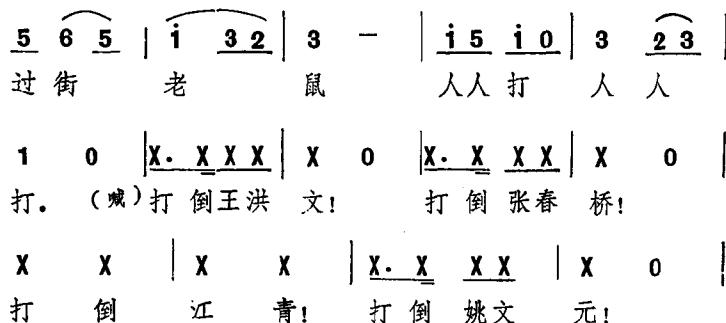 5 6 5 | i 3 2 | 3 – | i 5 i 0 | 3 2 3 |
过街 老 鼠 人人打 人人
1 0 | X. X X X | X 0 | X. X X X | X 0 |
打。(喊)打倒王洪文! 打倒张春桥!
X X | X X | X. X X X | X 0 |
打倒江青! 打倒姚文元!